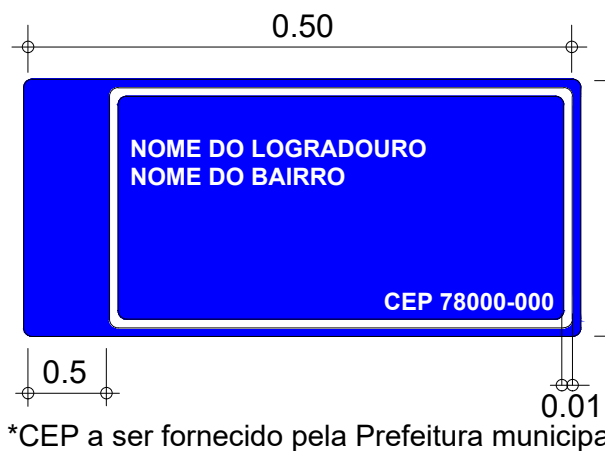 0.50
NOME DO LOGRADOURO
NOME DO BAIRRO
CEP 78000-000
0.5
0.01
*CEP a ser fornecido pela Prefeitura municipa